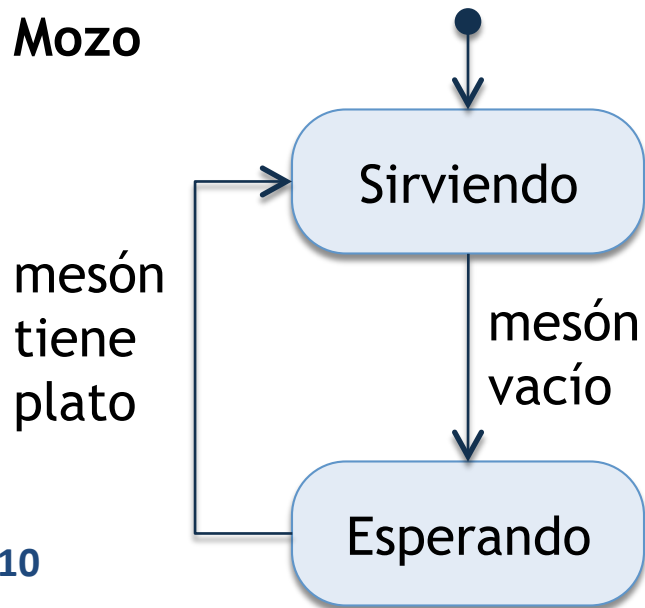 Mozo
Sirviendo
mesón
tiene
plato
mesón
vacío
Esperando
10